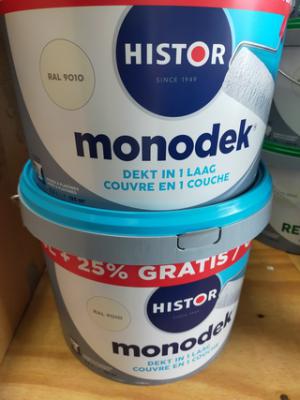 RAL 9010
HISTOR
SINCE 1949
monodek
DEKT IN 1 LAAG
COUVRE EN 1 COUCHE
+ 25% GRATIS /
RAL 9010
HISTOR
monodek
DEKT IN 1 LAAG
COUVRE EN 1 COUCHE